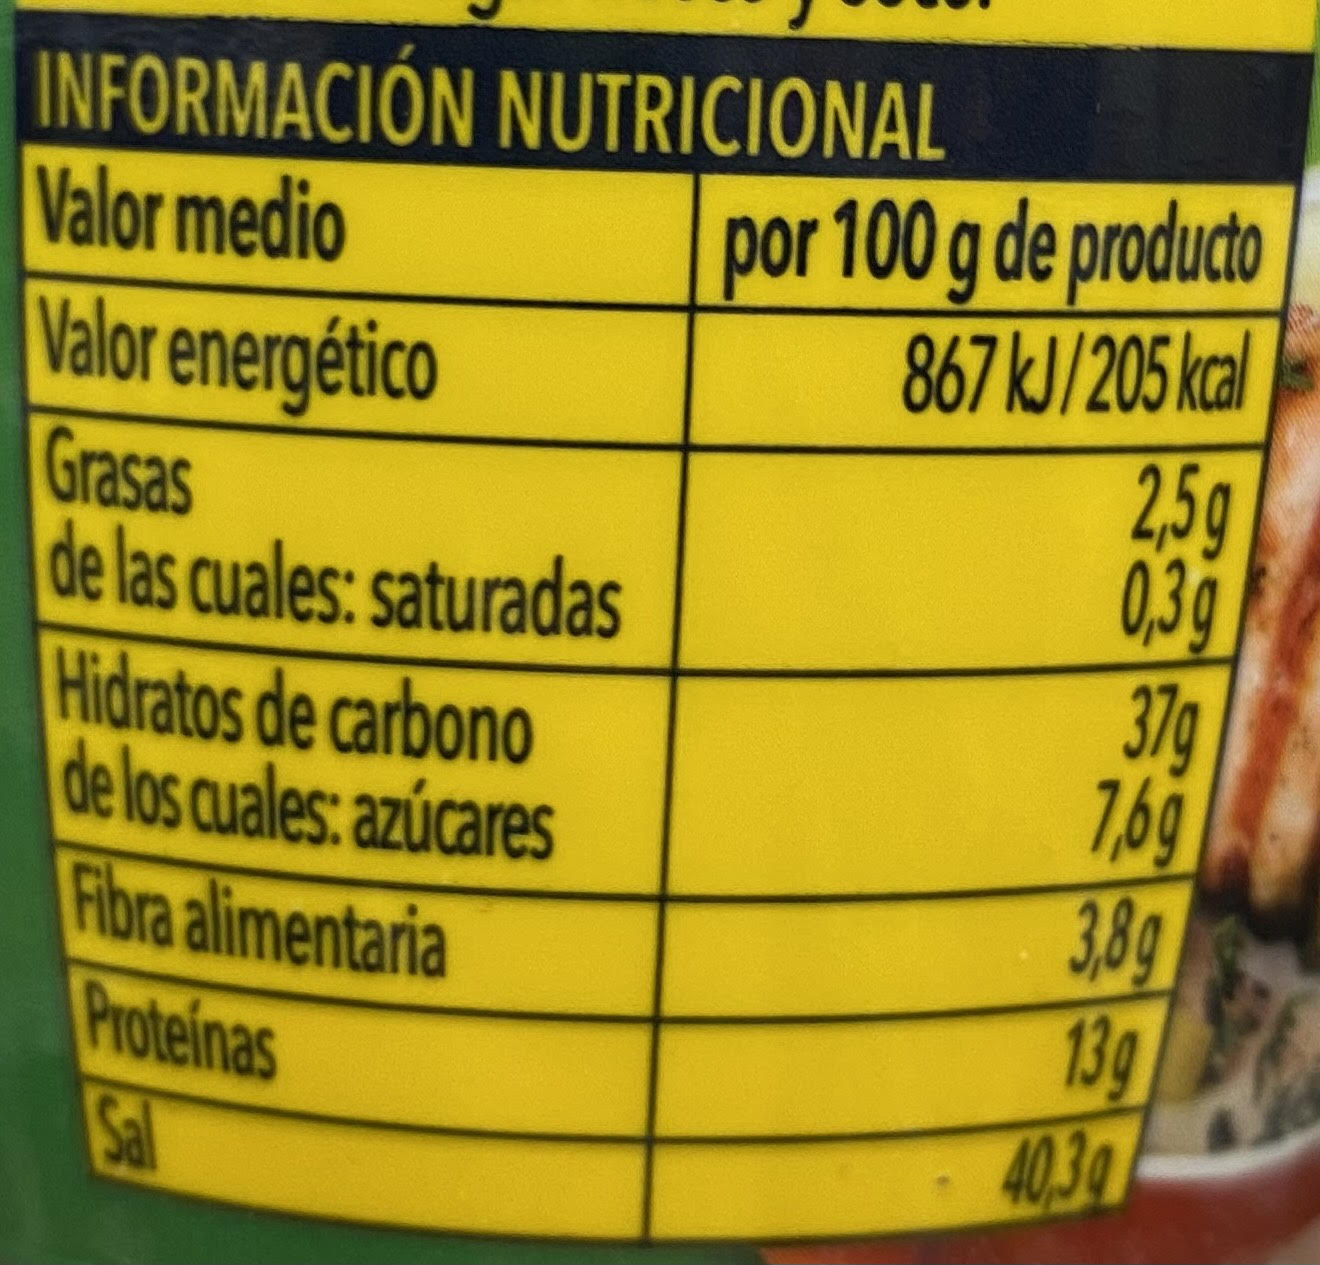 INFORMACIÓN NUTRICIONAL
Valor medio por 100 g de producto
Valor energético 867 kJ/205 kcal
Grasas 2,5g
de las cuales: saturadas 0,3g
Hidratos de carbono 37g
de los cuales: azúcares 7,6g
Fibra alimentaria 3,8g
Proteínas 13g
Sal 40,3g